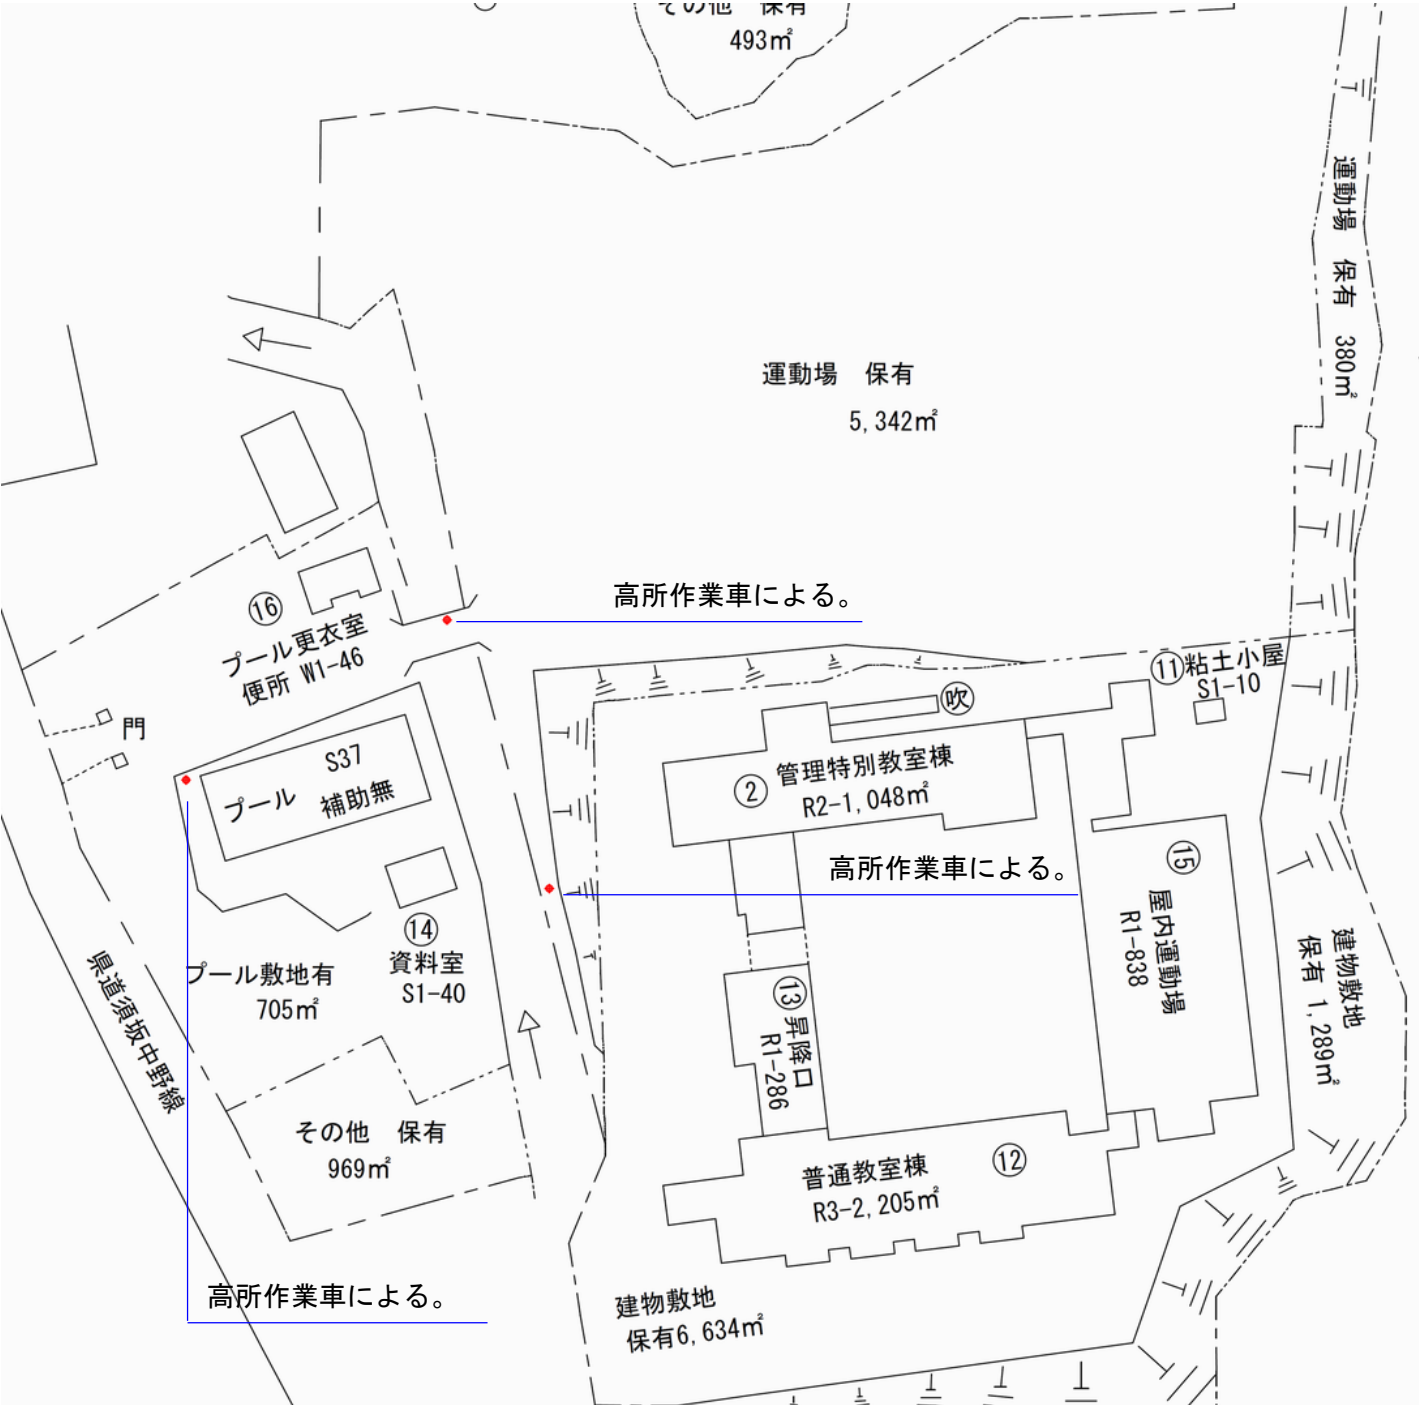 その他　保有
493㎡
運動場　保有　380㎡
運動場　保有
5,342㎡
高所作業車による。
⑯
プール更衣室
便所 W1-46
門
⑪粘土小屋
S1-10
吹
S37
プール　補助無
② 管理特別教室棟
R2-1,048㎡
高所作業車による。
⑮
屋内運動場
R1-838
⑭
資料室
S1-40
プール敷地有
705㎡
県道須坂中野線
⑬昇降口
R1-286
建物敷地
保有 1,289㎡
その他　保有
969㎡
普通教室棟　⑫
R3-2,205㎡
高所作業車による。
建物敷地
保有6,634㎡